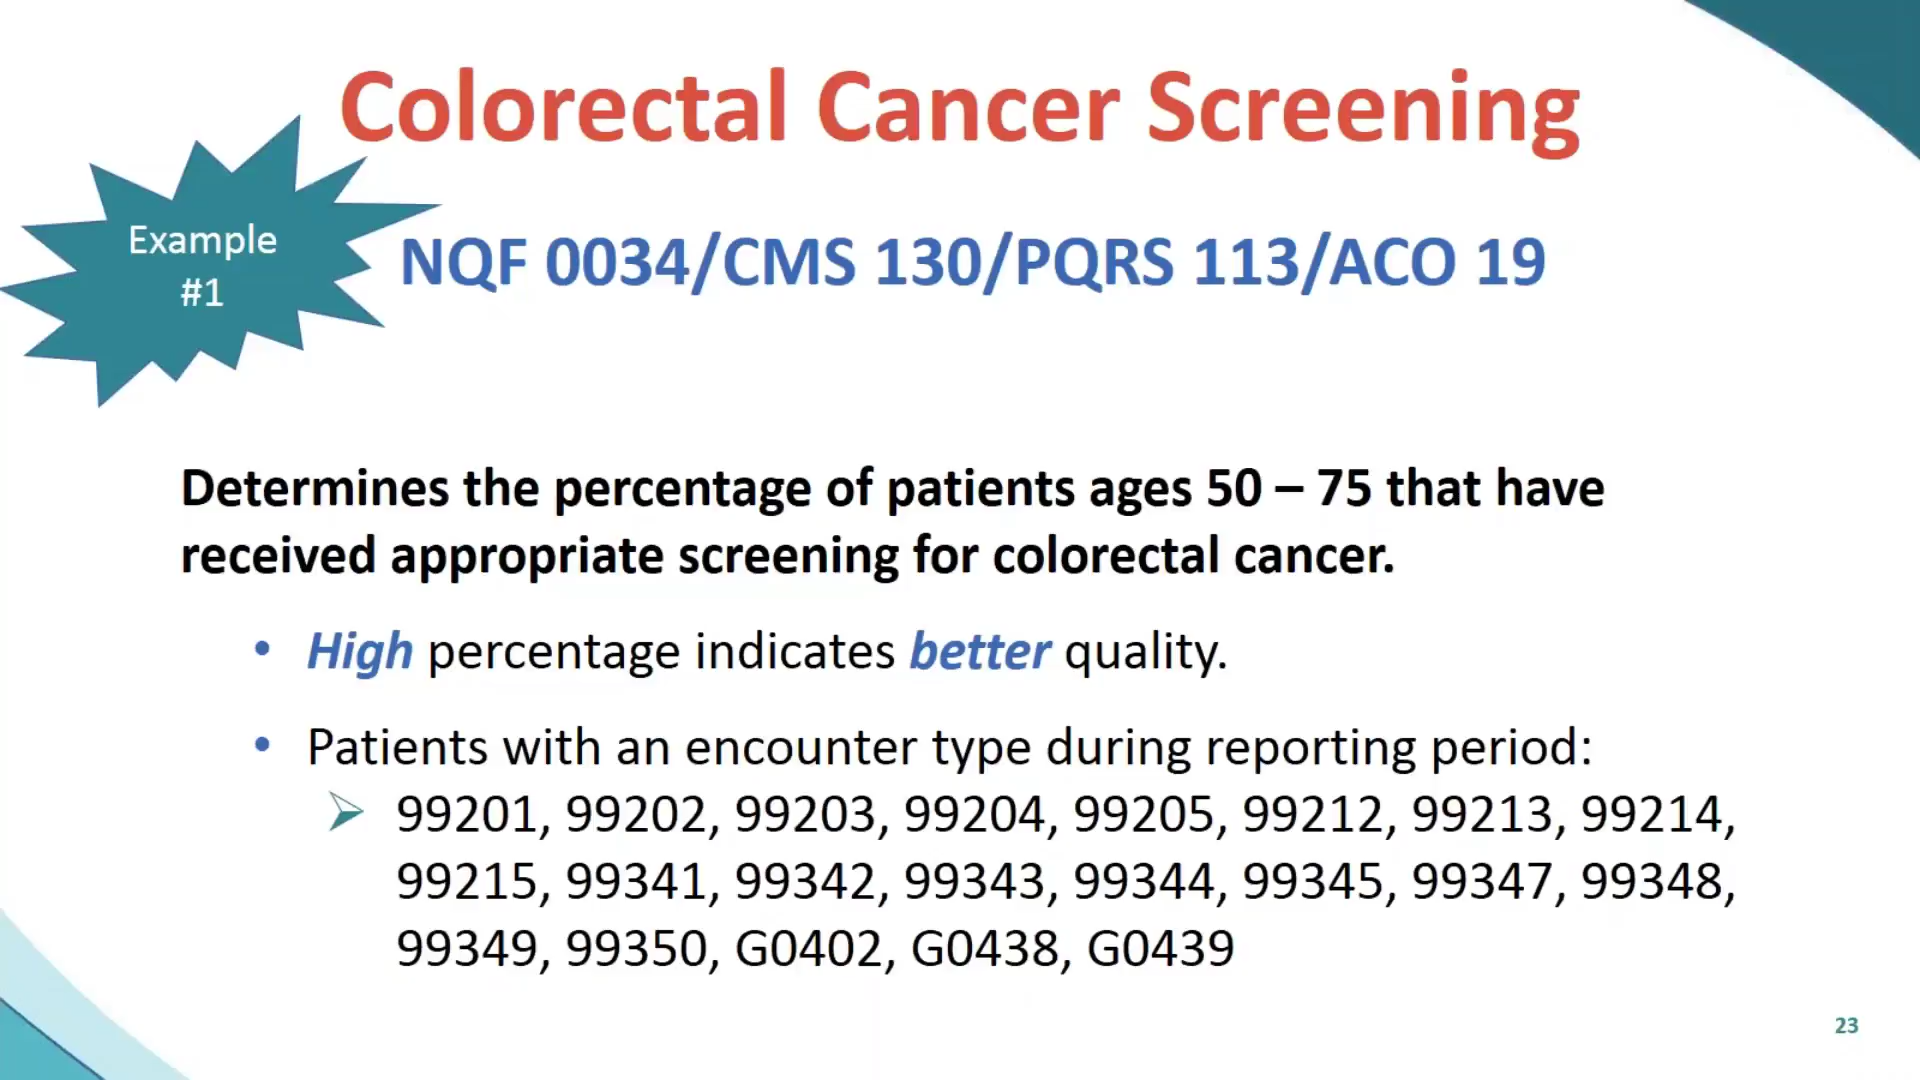 Colorectal Cancer Screening
Example
#1
NQF 0034/CMS 130/PQRS 113/ACO 19
Determines the percentage of patients ages 50 – 75 that have
received appropriate screening for colorectal cancer.
• High percentage indicates better quality.
• Patients with an encounter type during reporting period:
➢ 99201, 99202, 99203, 99204, 99205, 99212, 99213, 99214,
99215, 99341, 99342, 99343, 99344, 99345, 99347, 99348,
99349, 99350, G0402, G0438, G0439
23